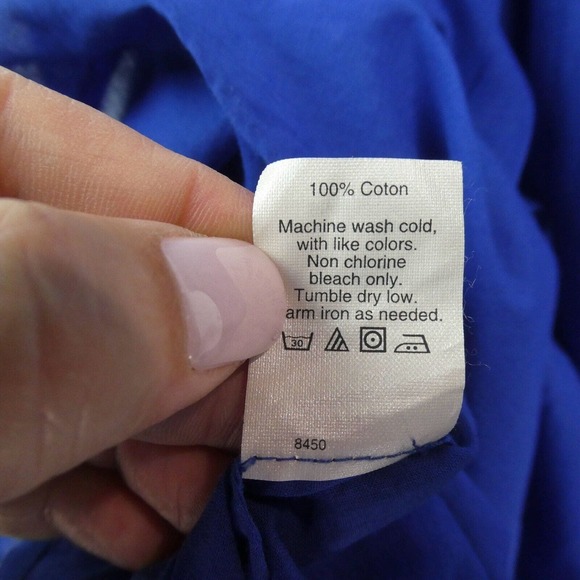 100% Coton
Machine wash cold,
with like colors.
Non chlorine
bleach only.
Tumble dry low.
arm iron as needed.
30
8450